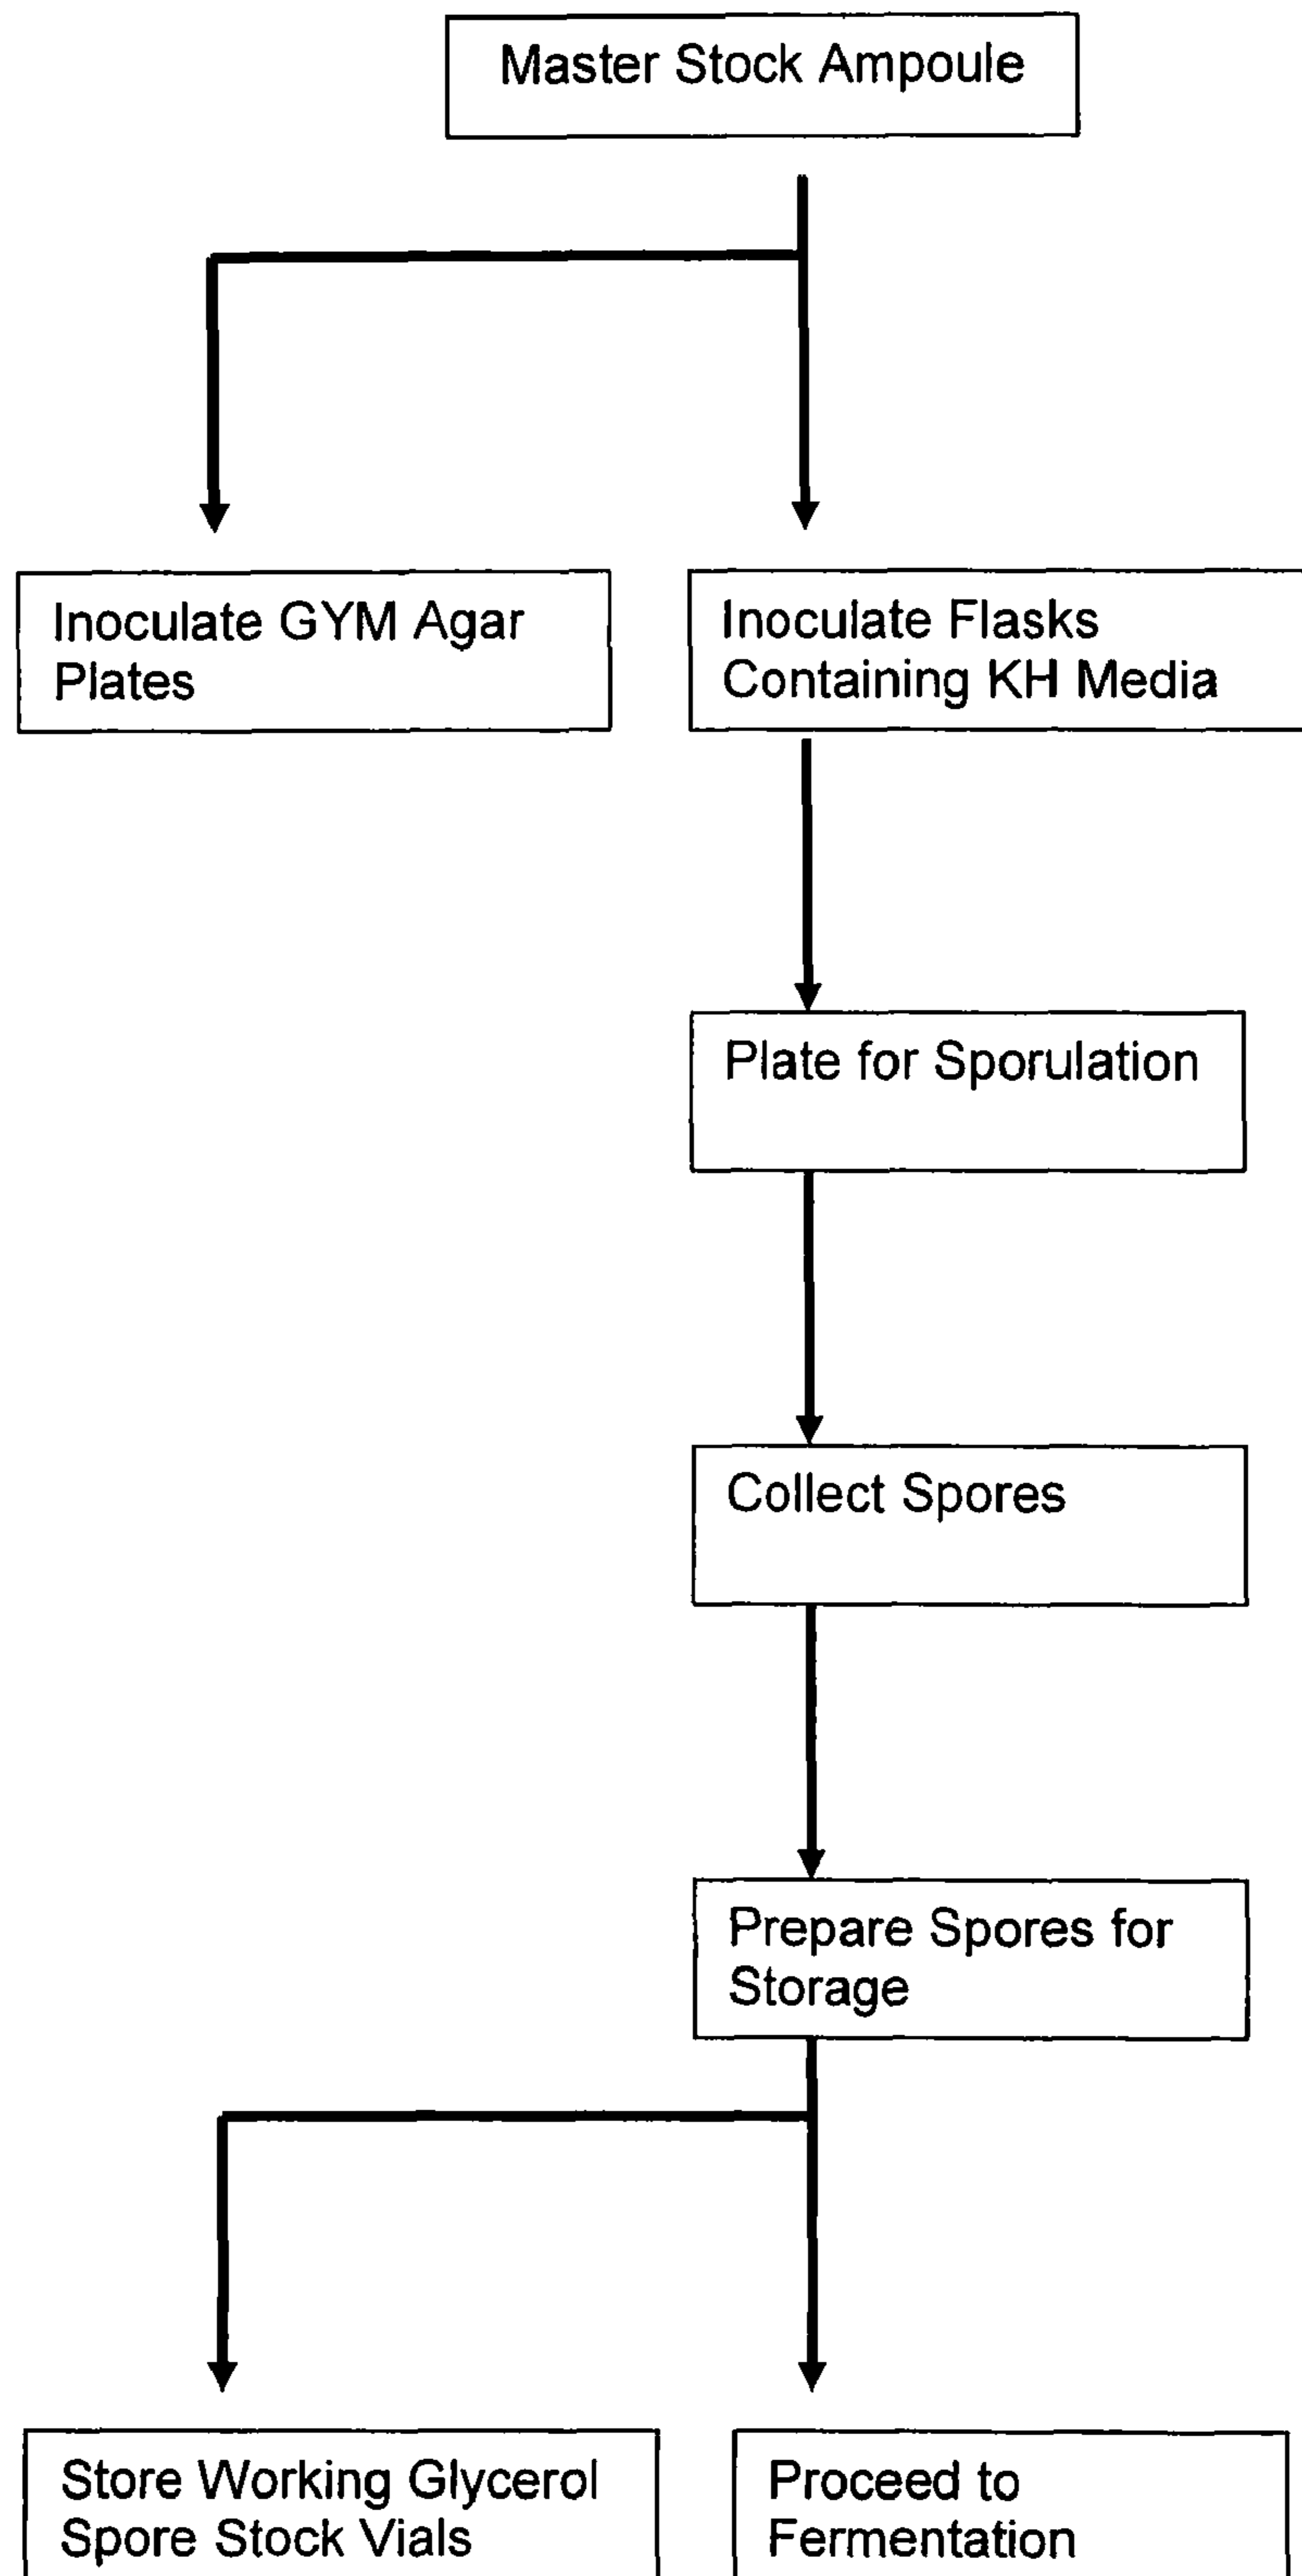 Master Stock Ampoule
Inoculate GYM Agar
Plates
Inoculate Flasks
Containing KH Media
Plate for Sporulation
Collect Spores
Prepare Spores for
Storage
Store Working Glycerol
Spore Stock Vials
Proceed to
Fermentation